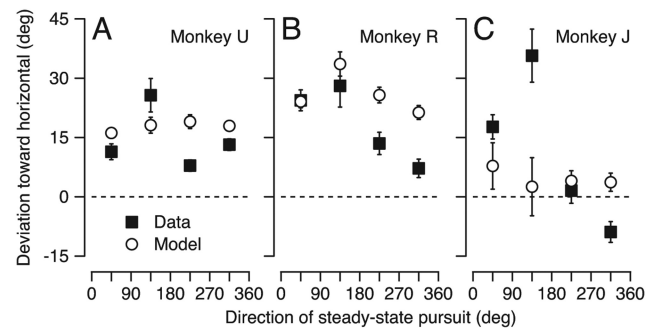 A
Monkey U
B
Monkey R
C
Monkey J
Deviation toward horizontal (deg)
45
30
15
0
-15
Data
Model
0 90 180 270 360
0 90 180 270 360
0 90 180 270 360
Direction of steady-state pursuit (deg)